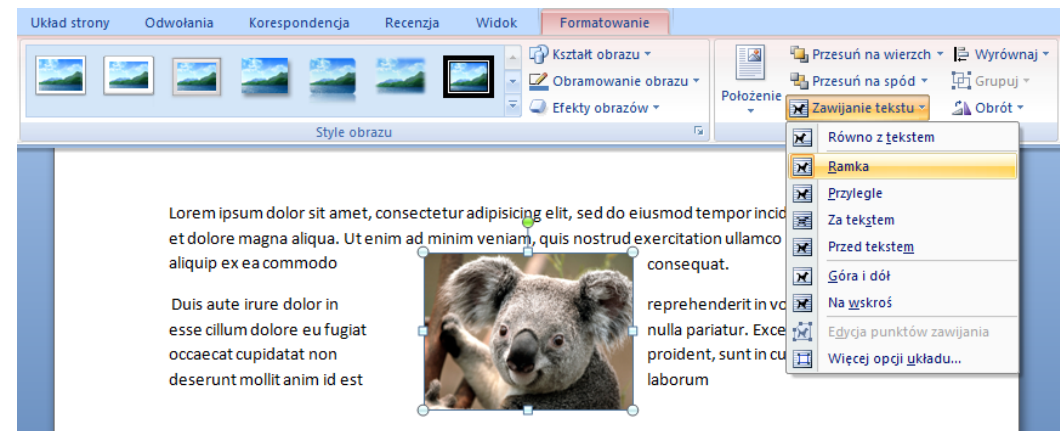 Układ strony Odwołania Korespondencja Recenzja Widok Formatowanie
Kształt obrazu
Obramowanie obrazu
Efekty obrazów
Style obrazu
Położenie
Przesuń na wierzch
Przesuń na spód
Zawijanie tekstu
Wyrównaj
Grupuj
Obrót
Równo z tekstem
Ramka
Przylegle
Za tekstem
Przed tekstem
Góra i dół
Na wskroś
Edycja punktów zawijania
Więcej opcji układu...
Lorem ipsum dolor sit amet, consectetur adipisicing elit, sed do eiusmod tempor incid
et dolore magna aliqua. Ut enim ad minim veniam, quis nostrud exercitation ullamco
aliquip ex ea commodo consequat.
Duis aute irure dolor in reprehenderit in vo
esse cillum dolore eu fugiat nulla pariatur. Exce
occaecat cupidatat non proident, sunt in cu
deserunt mollit anim id est laborum